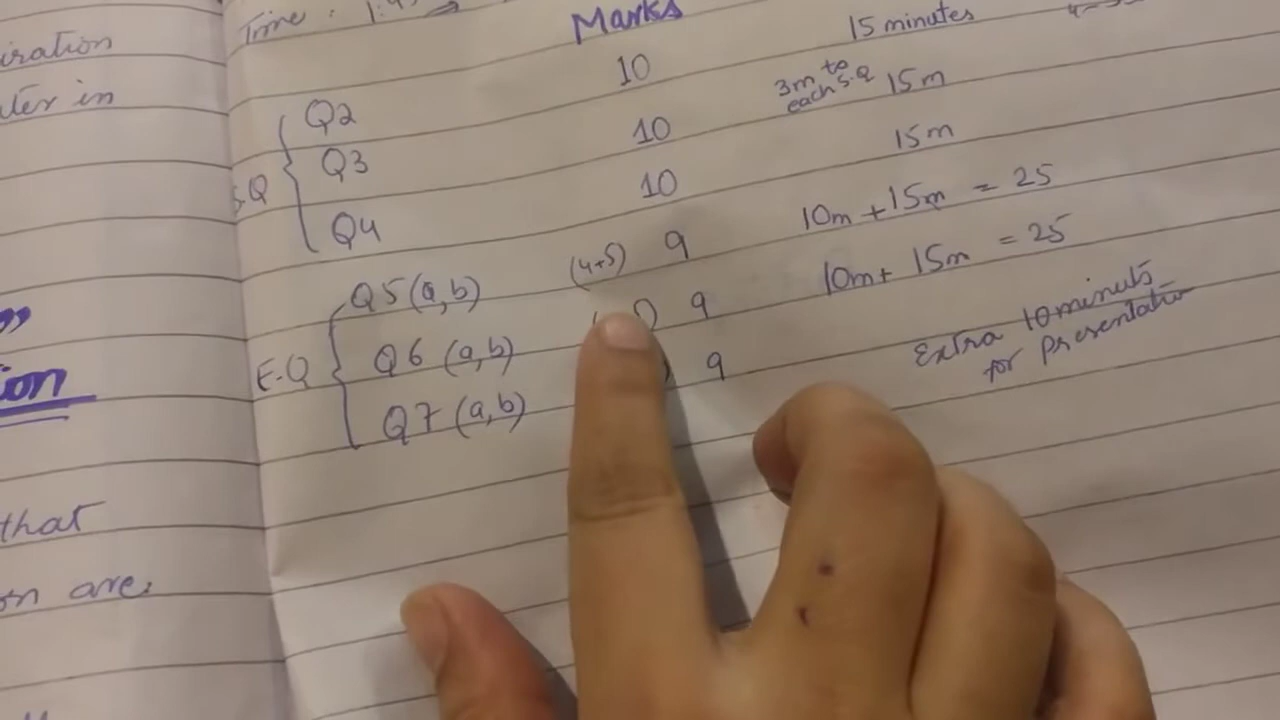 iration
ter in
"
ion
that
on are.
Time : 1:4
Marks
10 15 minutes
S.Q
Q2 10 3m to each S.Q 15m
Q3 10 15m
Q4
E.Q
Q5 (a,b) (4+5) 9 10m + 15m = 25
Q6 (a,b) ) 9 10m+ 15m = 25
Q7 (a,b) ) 9 Extra 10 minuts
for Presentation